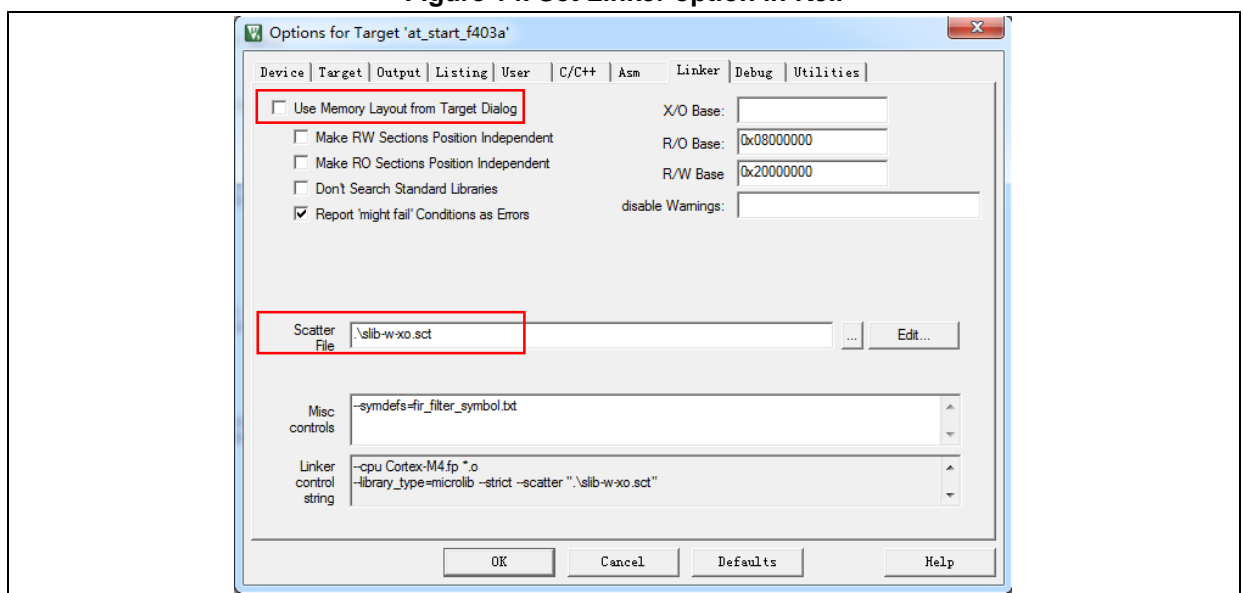 Options for Target 'at_start_f403a'
Device Target Output Listing User C/C++ Asm Linker Debug Utilities
Use Memory Layout from Target Dialog
X/O Base:
Make RW Sections Position Independent
R/O Base: 0x08000000
Make RO Sections Position Independent
R/W Base 0x20000000
Don't Search Standard Libraries
disable Warnings:
Report 'might fail' Conditions as Errors
Scatter File
.\slib-w-xo.sct
... Edit...
Misc controls
--symdefs=fir_filter_symbol.txt
Linker control string
--cpu Cortex-M4.fp *.o
--library_type=microlib --strict --scatter ".\slib-w-xo.sct"
OK Cancel Defaults Help